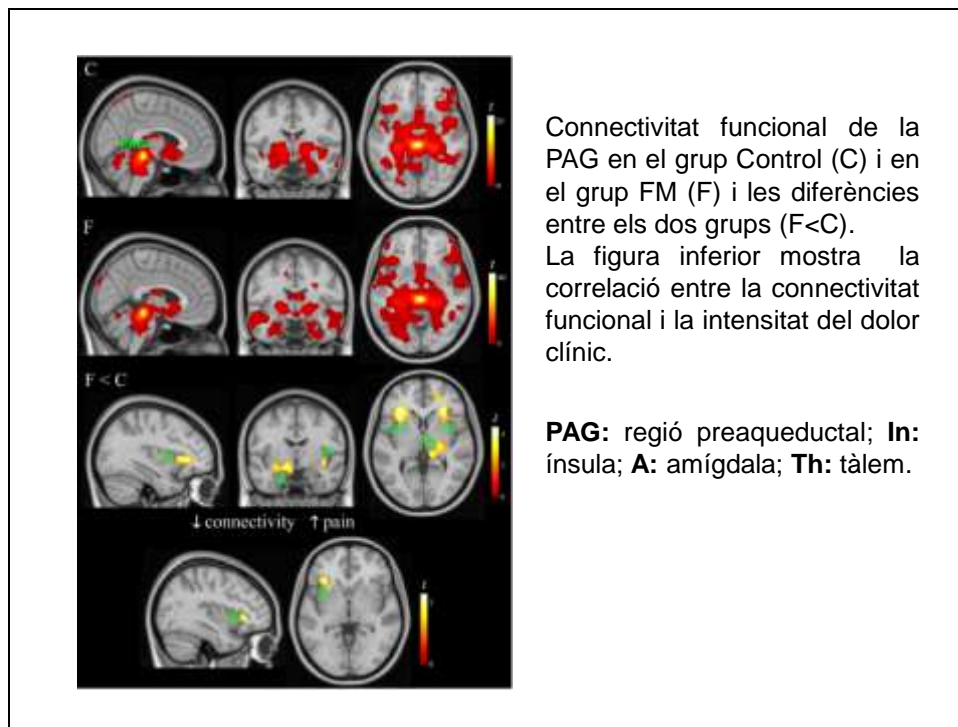 C
t
F
t
F < C
t
↓ connectivity ↑ pain
t
Connectivitat funcional de la
PAG en el grup Control (C) i en
el grup FM (F) i les diferències
entre els dos grups (F<C).
La figura inferior mostra la
correlació entre la connectivitat
funcional i la intensitat del dolor
clínic.
PAG: regió preaqueductal; In:
ínsula; A: amígdala; Th: tàlem.